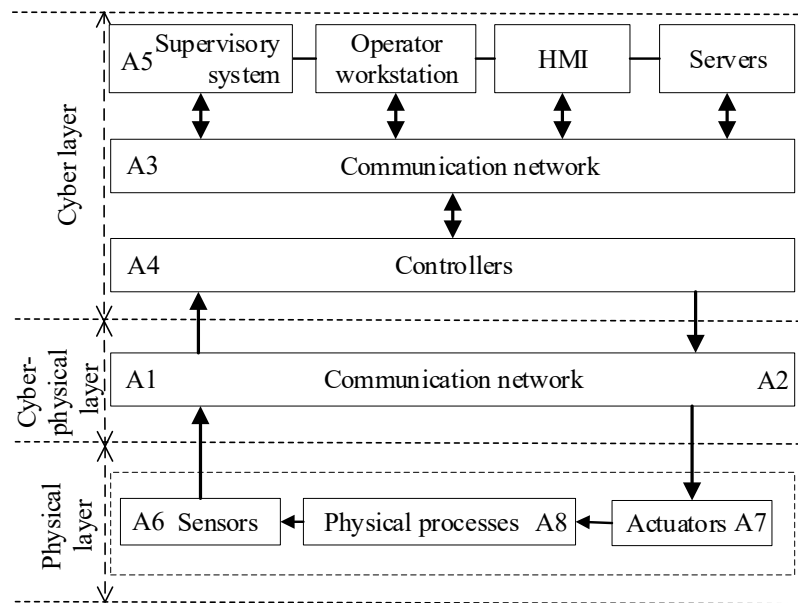 Cyber layer
A5 Supervisory
system
Operator
workstation
HMI
Servers
A3 Communication network
A4 Controllers
Cyber-
physical
layer
A1 Communication network A2
Physical
layer
A6 Sensors
Physical processes A8
Actuators A7